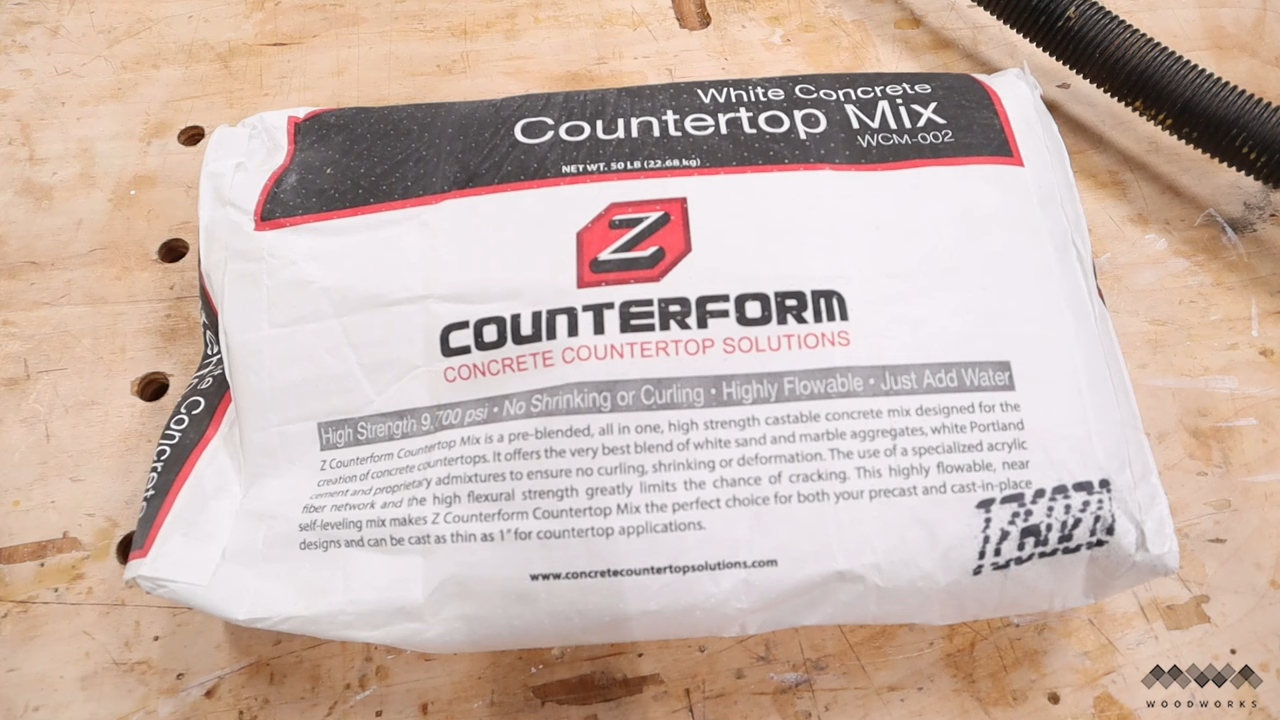 White Concrete
Countertop Mix
WCM-002
NET WT. 50 LB (22.68 kg)
Z
COUNTERFORM
CONCRETE COUNTERTOP SOLUTIONS
High Strength 9,700 psi • No Shrinking or Curling • Highly Flowable • Just Add Water
Z Counterform Countertop Mix is a pre-blended, all in one, high strength castable concrete mix designed for the
creation of concrete countertops. It offers the very best blend of white sand and marble aggregates, white Portland
cement and proprietary admixtures to ensure no curling, shrinking or deformation. The use of a specialized acrylic
fiber network and the high flexural strength greatly limits the chance of cracking. This highly flowable, near
self-leveling mix makes Z Counterform Countertop Mix the perfect choice for both your precast and cast-in-place
designs and can be cast as thin as 1" for countertop applications.
www.concretecountertopsolutions.com
White Concrete
WOODWORKS